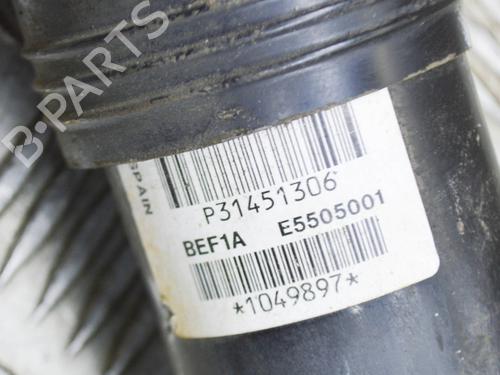 B-PARTS
SPAIN
P31451306
BEF1A E5505001
*1049897*